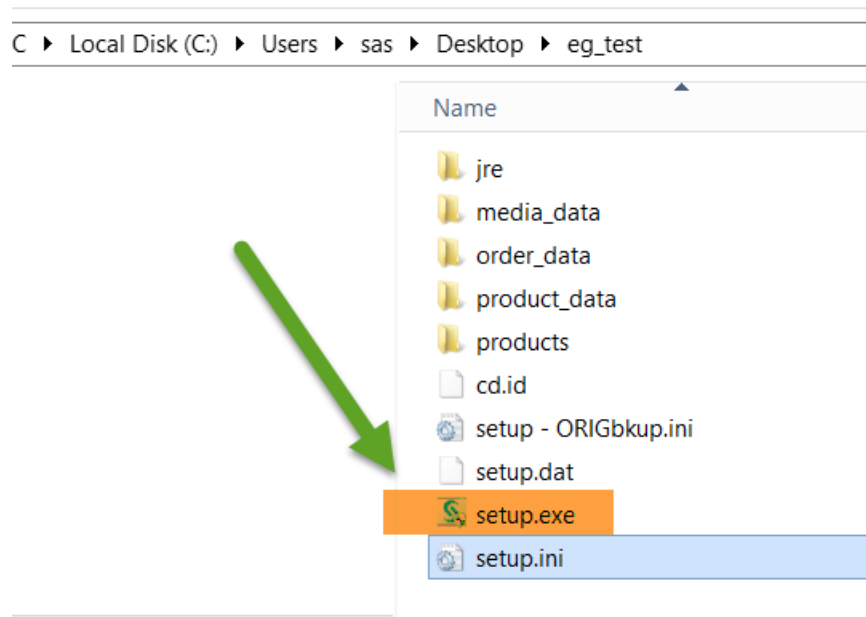 C ▸ Local Disk (C:) ▸ Users ▸ sas ▸ Desktop ▸ eg_test
Name
jre
media_data
order_data
product_data
products
cd.id
setup - ORIGbkup.ini
setup.dat
setup.exe
setup.ini